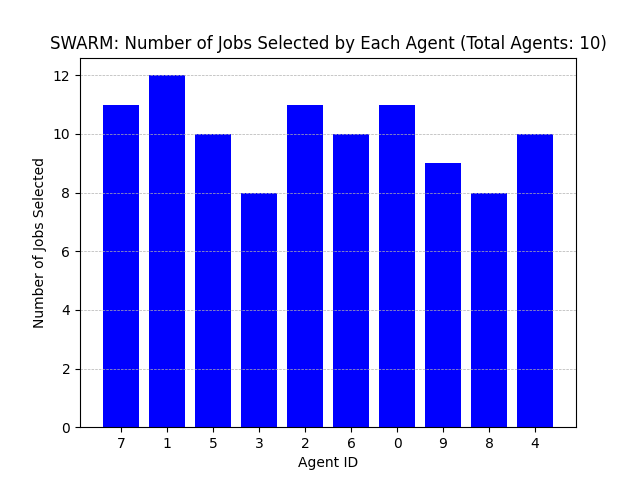 SWARM: Number of Jobs Selected by Each Agent (Total Agents: 10)
12
10
8
6
4
2
0
Number of Jobs Selected
7 1 5 3 2 6 0 9 8 4
Agent ID